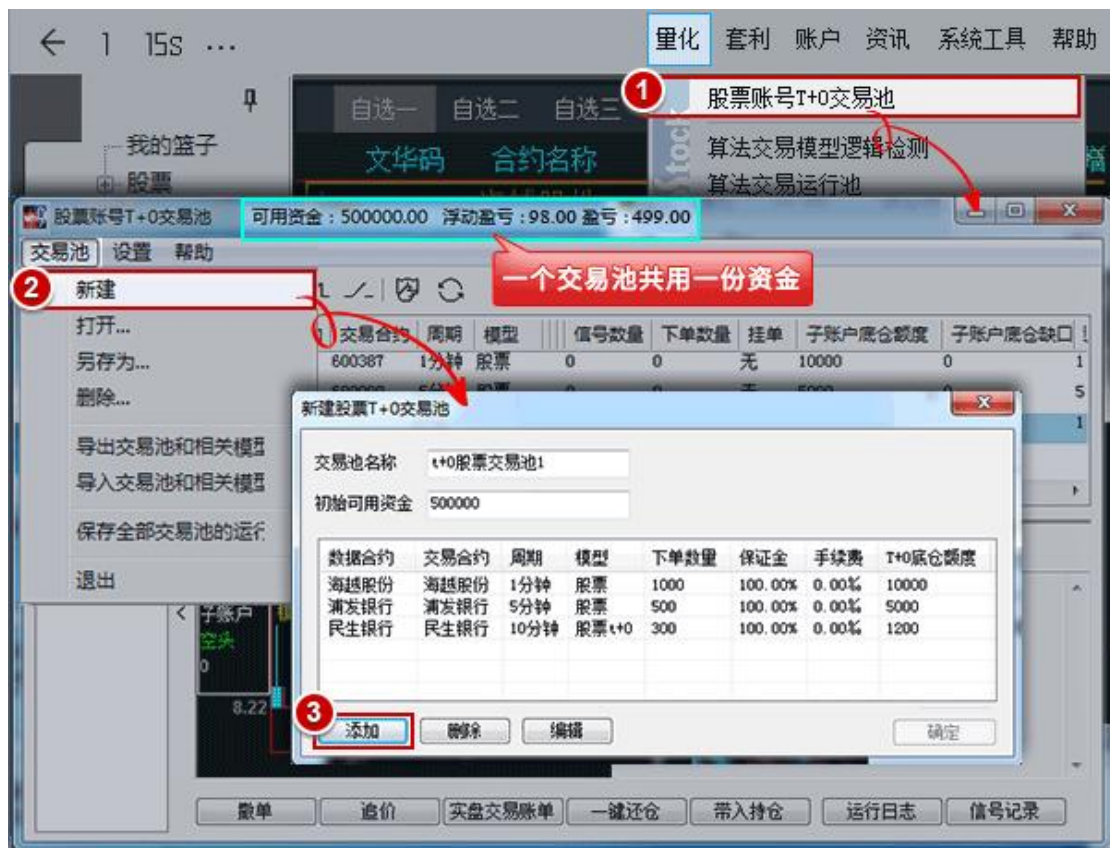 1 15s ...
量化 套利 账户 资讯 系统工具 帮助
1 股票账号T+0交易池
自选一 自选二 自选三
我的篮子
算法交易模型逻辑检测
文华码 合约名称
股票
stock
算法交易运行池
股票账号T+0交易池 可用资金：500000.00 浮动盈亏：98.00 盈亏：499.00
交易池 设置 帮助
一个交易池共用一份资金
2 新建
打开...
交易合约 周期 模型 信号数量 下单数量 挂单 子账户底仓额度 子账户底仓缺口
另存为...
600387 1分钟 股票 0 0 无 10000 0 1
删除...
5
1
导出交易池和相关模型
导入交易池和相关模型
保存全部交易池的运行
退出
新建股票T+0交易池
交易池名称 t+0股票交易池1
初始可用资金 500000
数据合约 交易合约 周期 模型 下单数量 保证金 手续费 T+0底仓额度
海越股份 海越股份 1分钟 股票 1000 100.00% 0.00‰ 10000
浦发银行 浦发银行 5分钟 股票 500 100.00% 0.00‰ 5000
民生银行 民生银行 10分钟 股票t+0 300 100.00% 0.00‰ 1200
3 添加 删除 编辑 确定
子账户
空头
0
8.22
撤单 追价 实盘交易账单 一键还仓 带入持仓 运行日志 信号记录